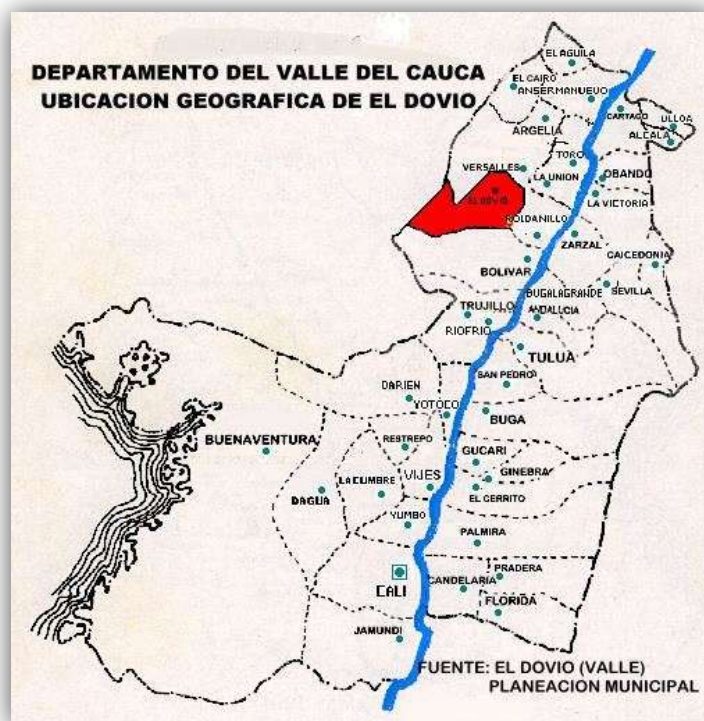 DEPARTAMENTO DEL VALLE DEL CAUCA
UBICACION GEOGRAFICA DE EL DOVIO
EL AGUILA
EL CAIRO
ANSERMANUEVO
CARTAGO
ULLOA
ALCALA
ARGELIA
TORO
VERSALLES
LA UNION
OBANDO
EL DOVIO
LA VICTORIA
ROLDANILLO
ZARZAL
CAICEDONIA
BOLIVAR
BUGALAGRANDE
SEVILLA
TRUJILLO
ANDALUCIA
RIOFRIO
TULUA
SAN PEDRO
DARIEN
YOTOCO
BUGA
BUENAVENTURA
RESTREPO
GUCARI
GINEBRA
VIJES
LA CUMBRE
DAGUA
EL CERRITO
YUMBO
PALMIRA
PRADERA
CANDELARIA
CALI
FLORIDA
JAMUNDI
FUENTE: EL DOVIO (VALLE)
PLANEACION MUNICIPAL